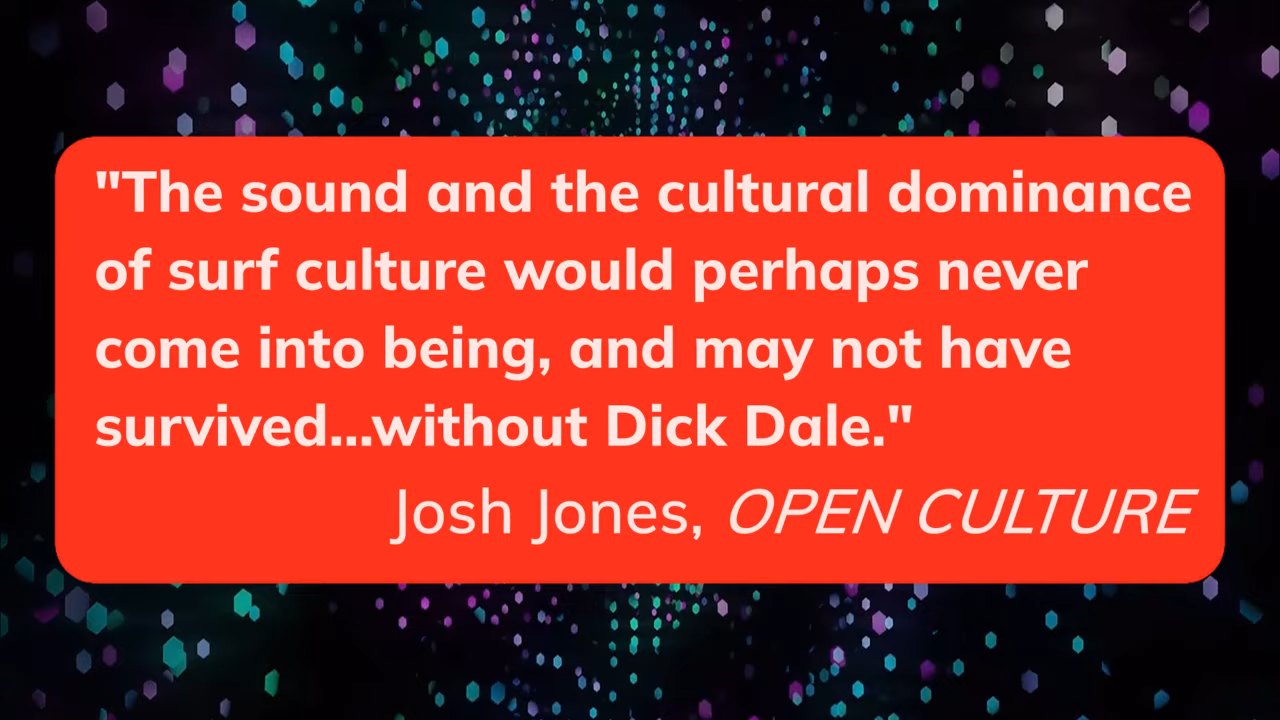 "The sound and the cultural dominance
of surf culture would perhaps never
come into being, and may not have
survived...without Dick Dale."
Josh Jones, OPEN CULTURE